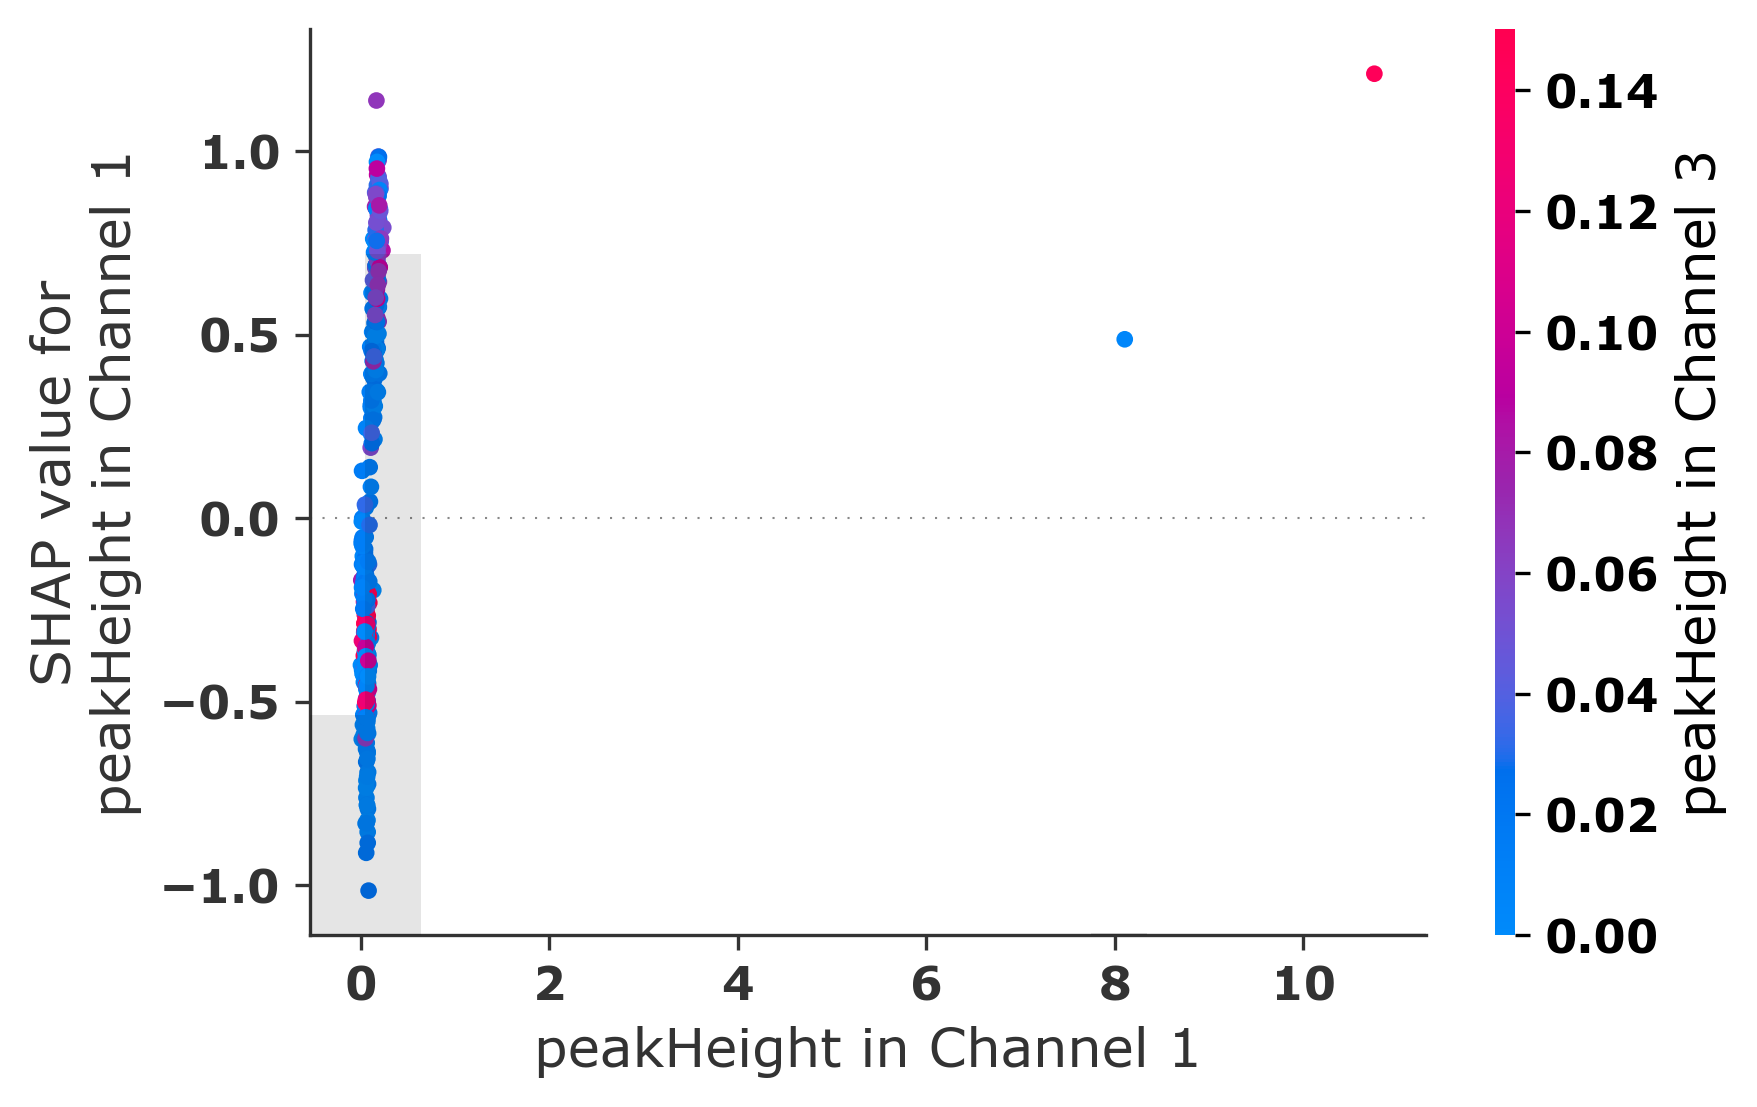 SHAP value for
peakHeight in Channel 1
1.0
0.5
0.0
−0.5
−1.0
0 2 4 6 8 10
peakHeight in Channel 1
0.14
0.12
0.10
0.08
0.06
0.04
0.02
0.00
peakHeight in Channel 3